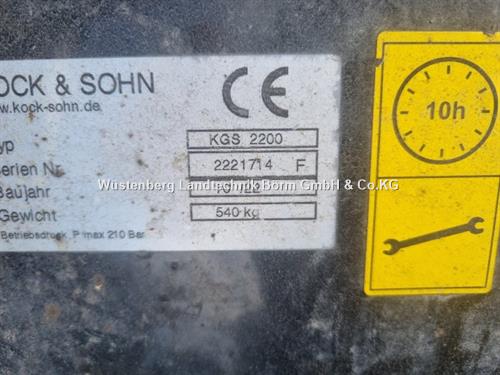 OCK & SOHN
w.kock-sohn.de
CE
yp
KGS 2200
erien Nr
2221714 F
Baujahr
Gewicht
540 kg
Betriebsdruck P max 210 Bar
10h
Wüstenberg Landtechnik Borm GmbH & Co.KG